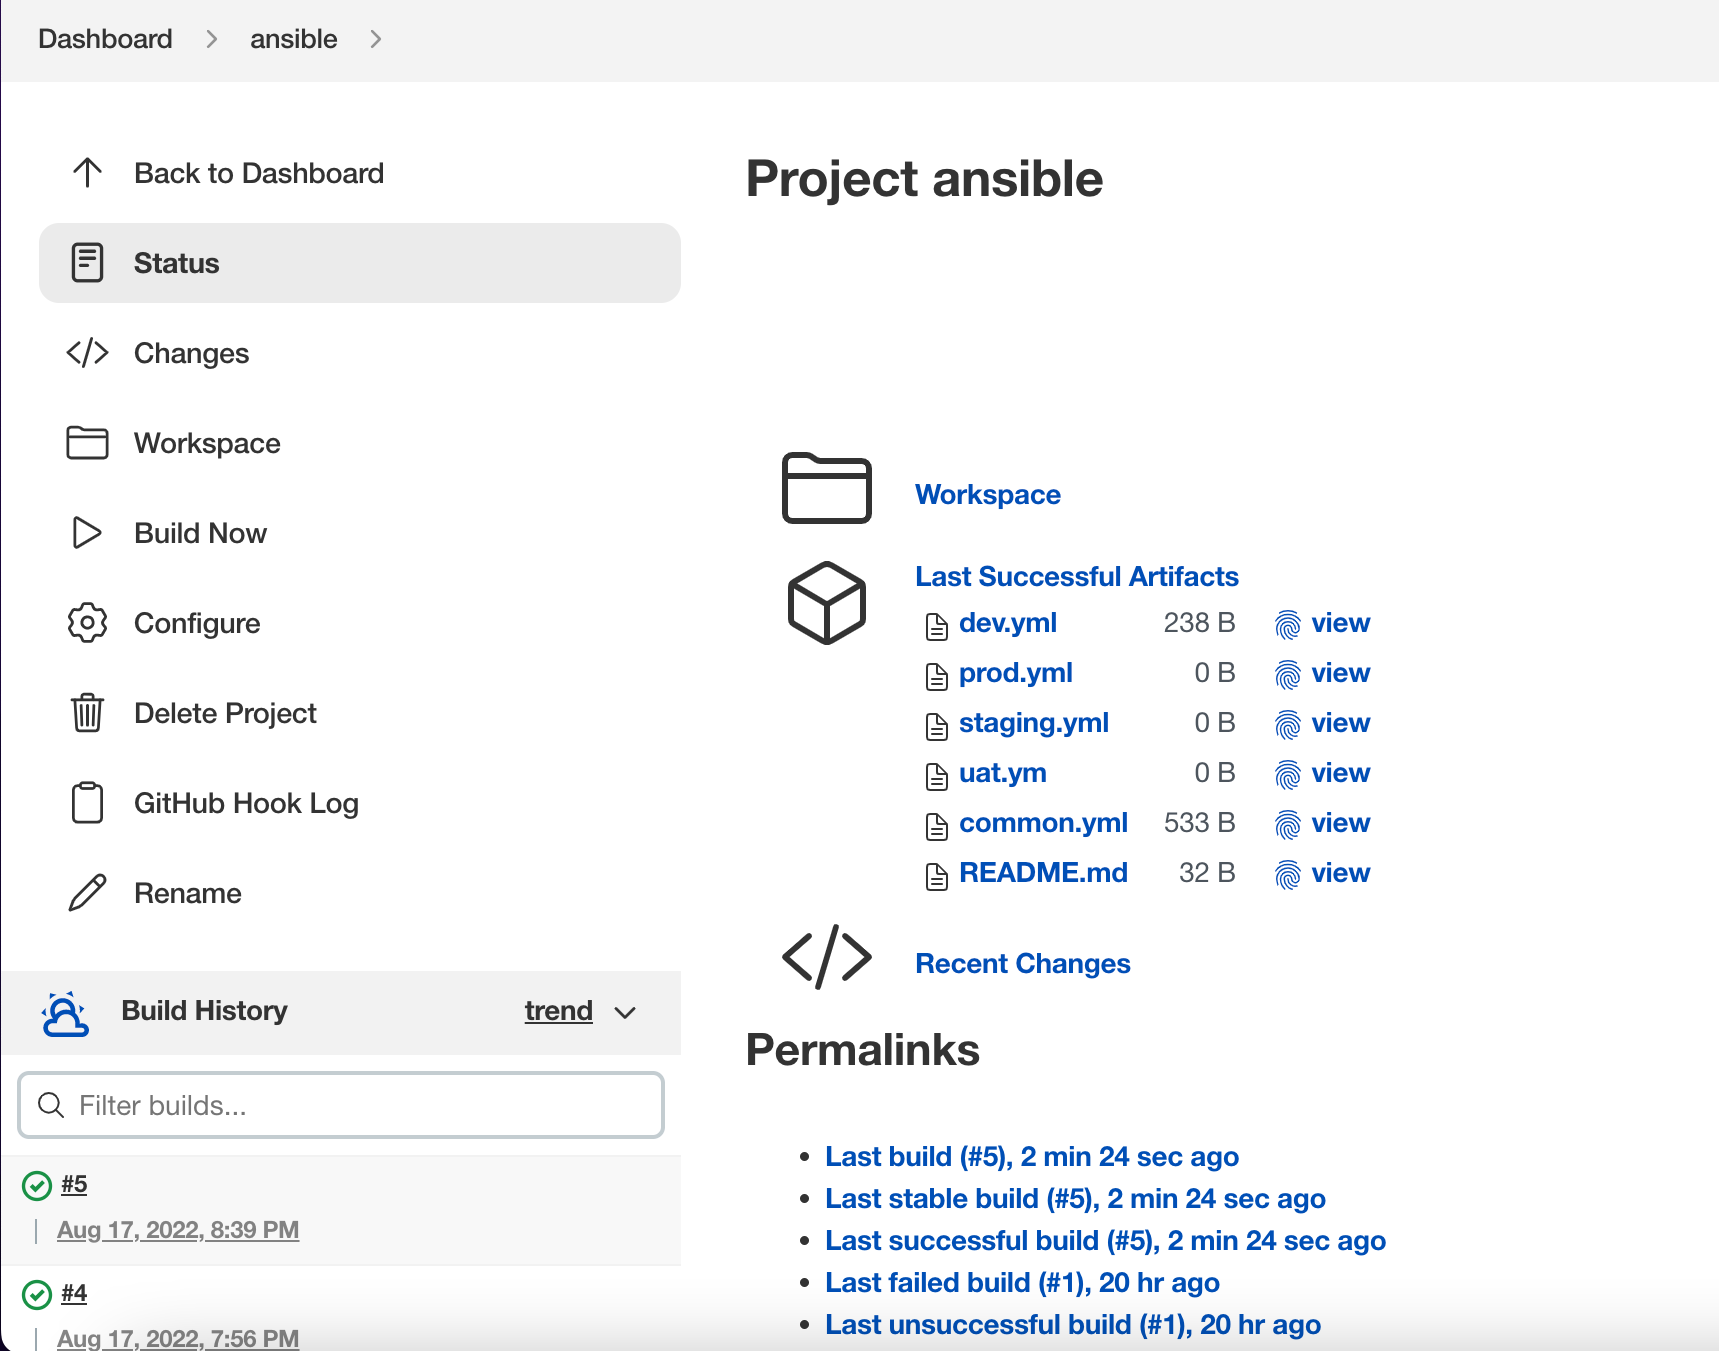 Dashboard > ansible >
Back to Dashboard
Status
Changes
Workspace
Build Now
Configure
Delete Project
GitHub Hook Log
Rename
Build History trend
Filter builds...
#5
Aug 17, 2022, 8:39 PM
#4
Aug 17, 2022, 7:56 PM
Project ansible
Workspace
Last Successful Artifacts
dev.yml 238 B view
prod.yml 0 B view
staging.yml 0 B view
uat.ym 0 B view
common.yml 533 B view
README.md 32 B view
Recent Changes
Permalinks
• Last build (#5), 2 min 24 sec ago
• Last stable build (#5), 2 min 24 sec ago
• Last successful build (#5), 2 min 24 sec ago
• Last failed build (#1), 20 hr ago
• Last unsuccessful build (#1), 20 hr ago